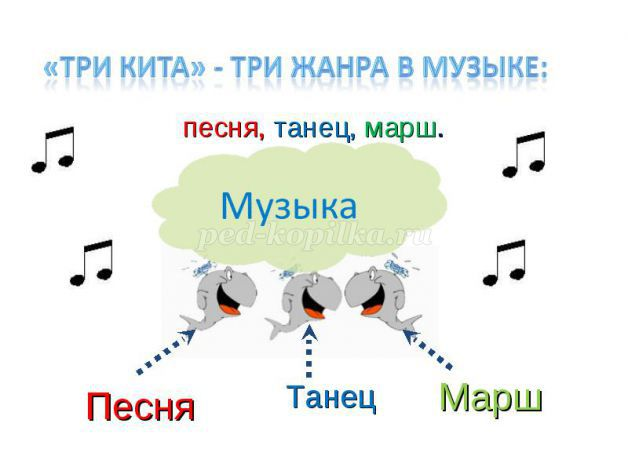 «ТРИ КИТА» - ТРИ ЖАНРА В МУЗЫКЕ:
песня, танец, марш.
Музыка
ped-kopilka.ru
Песня
Танец
Марш